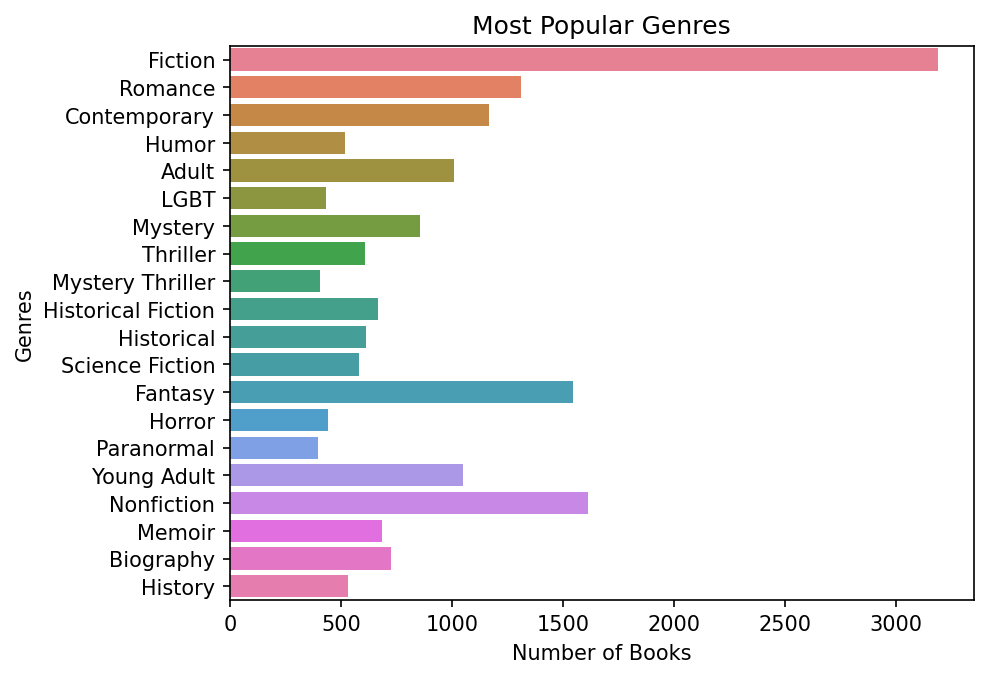 Most Popular Genres
Fiction
Romance
Contemporary
Humor
Adult
LGBT
Mystery
Thriller
Mystery Thriller
Historical Fiction
Historical
Science Fiction
Fantasy
Horror
Paranormal
Young Adult
Nonfiction
Memoir
Biography
History
Genres
0 500 1000 1500 2000 2500 3000
Number of Books